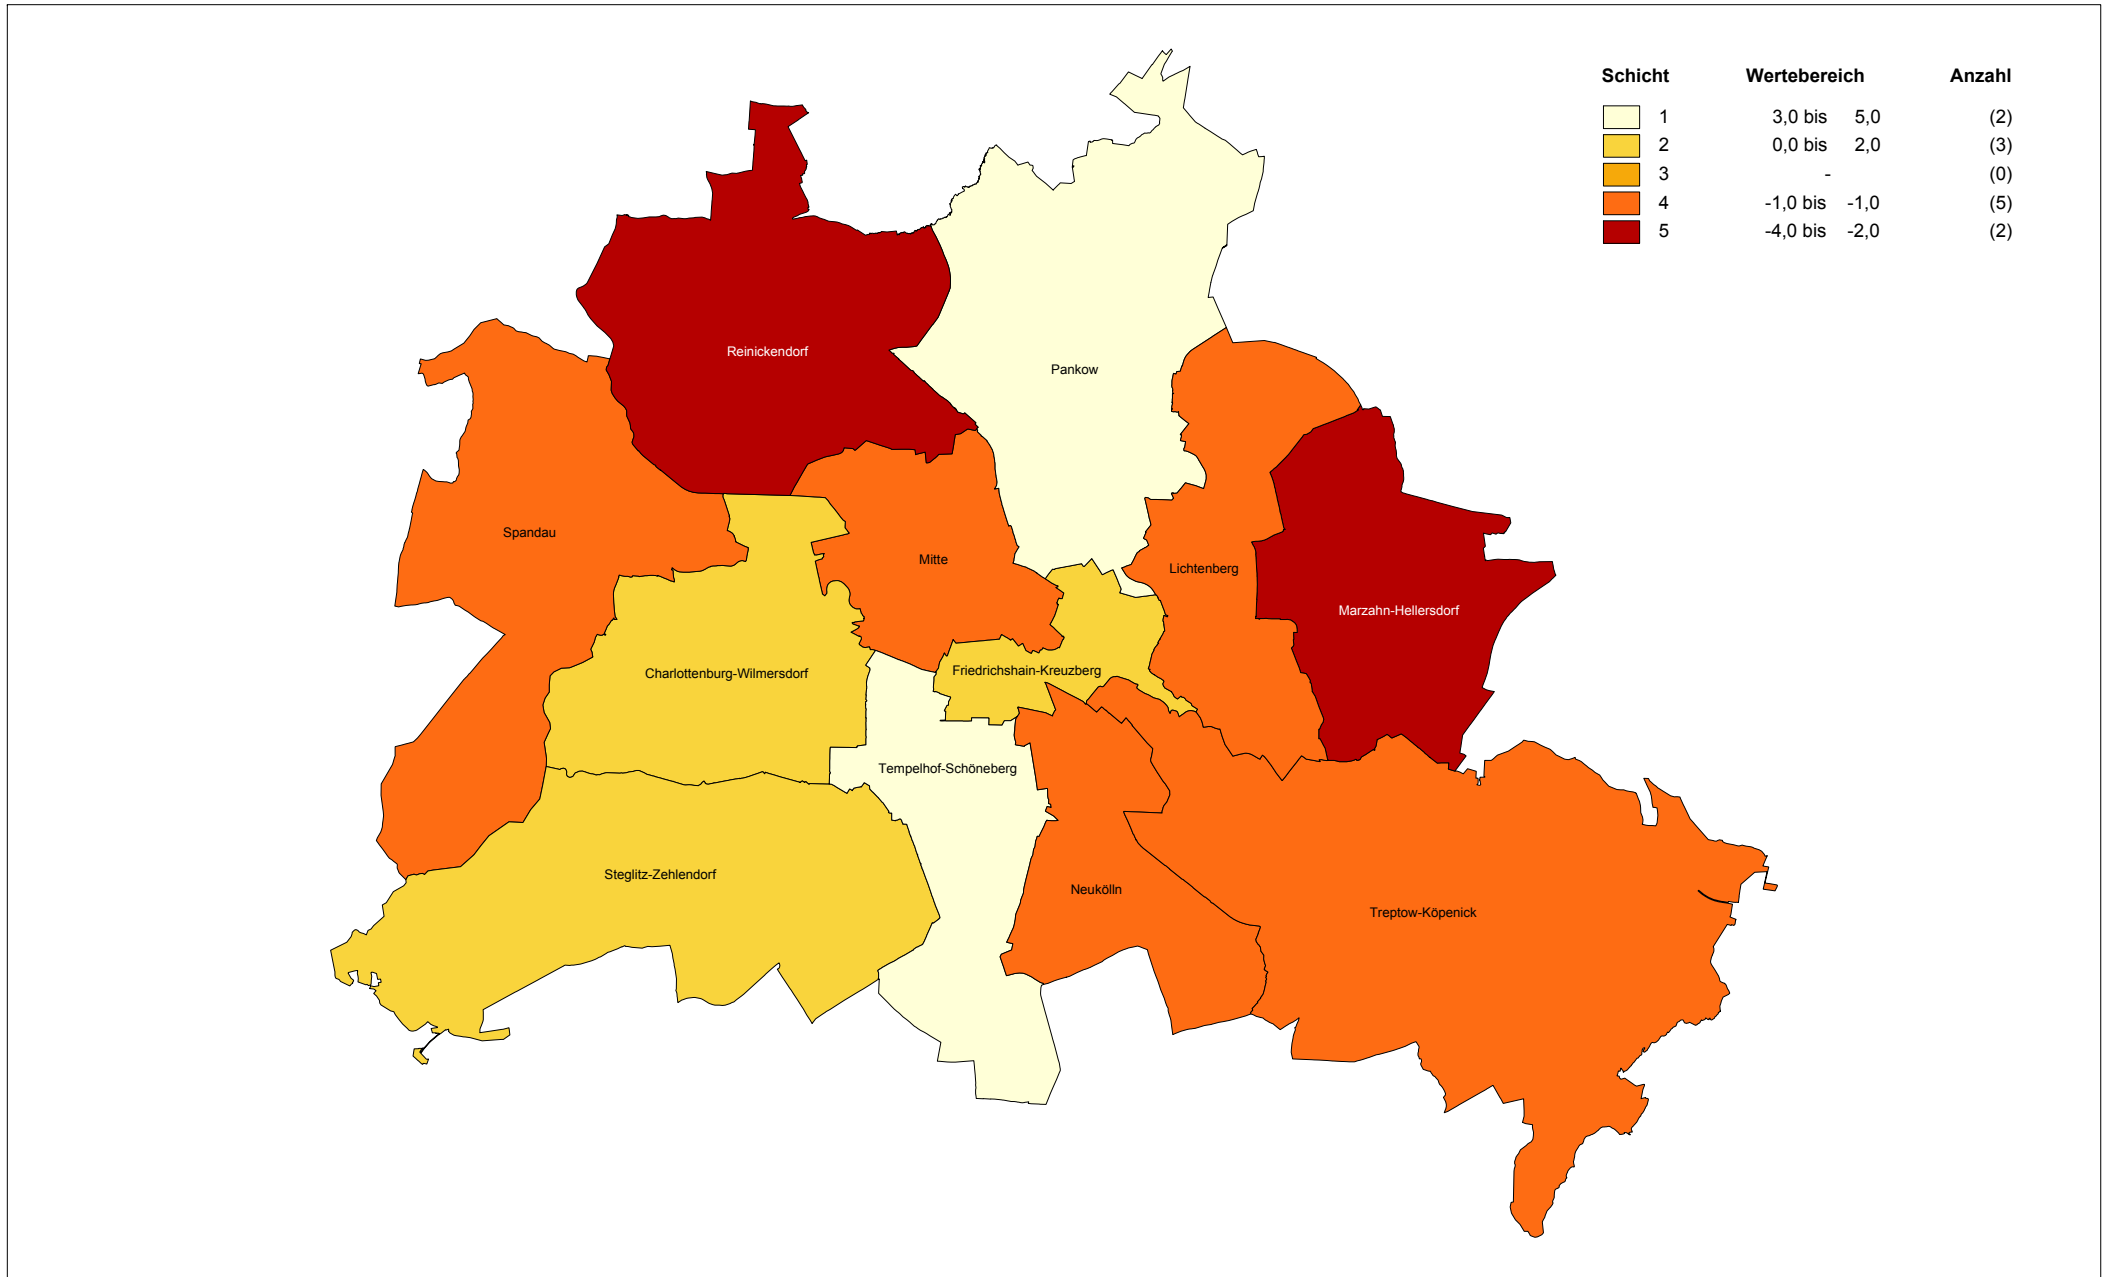 Schicht Wertebereich Anzahl
1 3,0 bis 5,0 (2)
2 0,0 bis 2,0 (3)
3 - (0)
4 -1,0 bis -1,0 (5)
5 -4,0 bis -2,0 (2)
Reinickendorf
Pankow
Spandau
Mitte
Lichtenberg
Marzahn-Hellersdorf
Charlottenburg-Wilmersdorf
Friedrichshain-Kreuzberg
Tempelhof-Schöneberg
Steglitz-Zehlendorf
Neukölln
Treptow-Köpenick